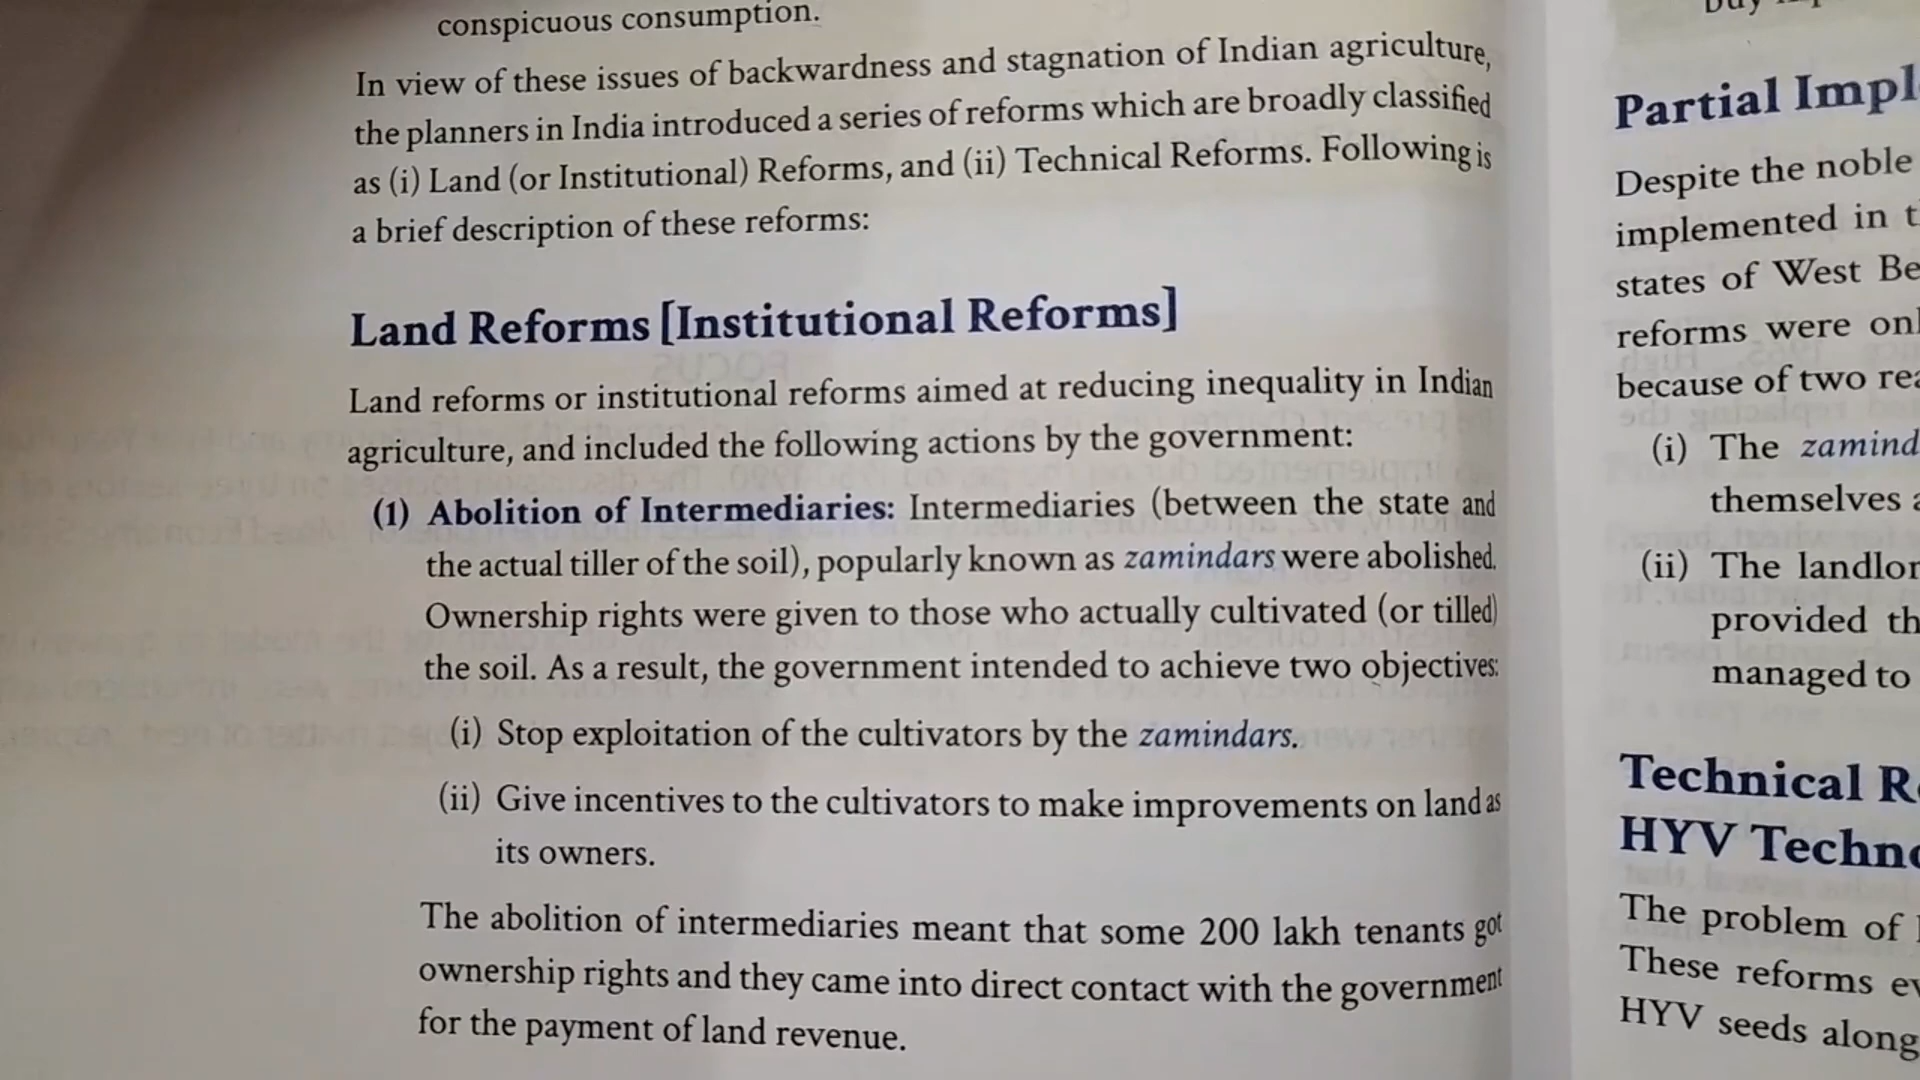 conspicuous consumption.
In view of these issues of backwardness and stagnation of Indian agriculture,
the planners in India introduced a series of reforms which are broadly classified
as (i) Land (or Institutional) Reforms, and (ii) Technical Reforms. Following is
a brief description of these reforms:
Land Reforms [Institutional Reforms]
Land reforms or institutional reforms aimed at reducing inequality in Indian
agriculture, and included the following actions by the government:
(1) Abolition of Intermediaries: Intermediaries (between the state and
the actual tiller of the soil), popularly known as zamindars were abolished.
Ownership rights were given to those who actually cultivated (or tilled)
the soil. As a result, the government intended to achieve two objectives:
(i) Stop exploitation of the cultivators by the zamindars.
(ii) Give incentives to the cultivators to make improvements on land as
its owners.
The abolition of intermediaries meant that some 200 lakh tenants got
ownership rights and they came into direct contact with the government
for the payment of land revenue.
Partial
Despite the noble
implemented in
states of West
reforms were
because of two
(i) The
themselves
(ii) The
provided
managed to
Technical
HYV
The problem of
These reforms
HYV seeds along